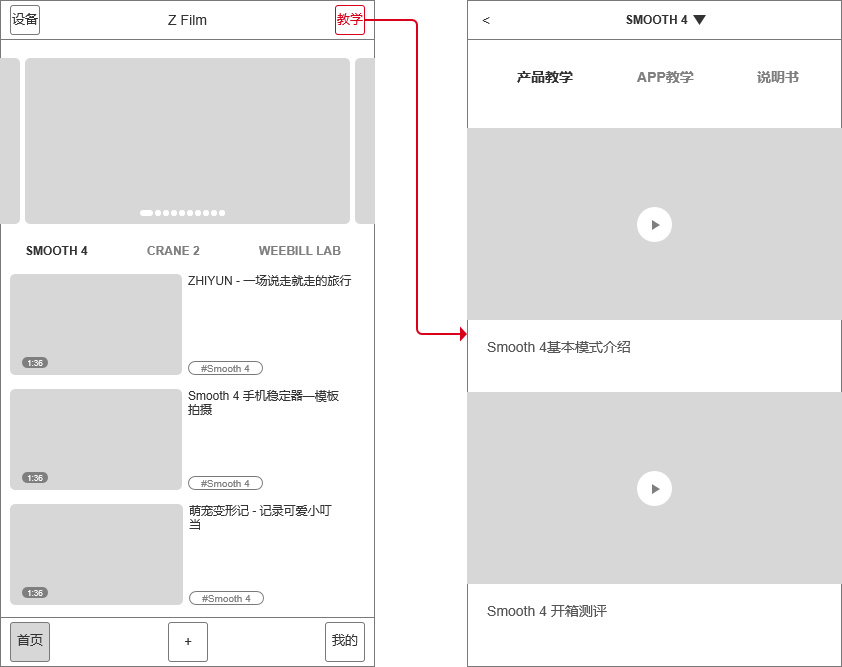 设备
Z Film
教学
SMOOTH 4
CRANE 2
WEEBILL LAB
ZHIYUN - 一场说走就走的旅行
1:36
#Smooth 4
Smooth 4 手机稳定器—模板
拍摄
1:36
#Smooth 4
萌宠变形记 - 记录可爱小叮
当
1:36
#Smooth 4
首页
+
我的
<
SMOOTH 4
产品教学
APP教学
说明书
Smooth 4基本模式介绍
Smooth 4 开箱测评